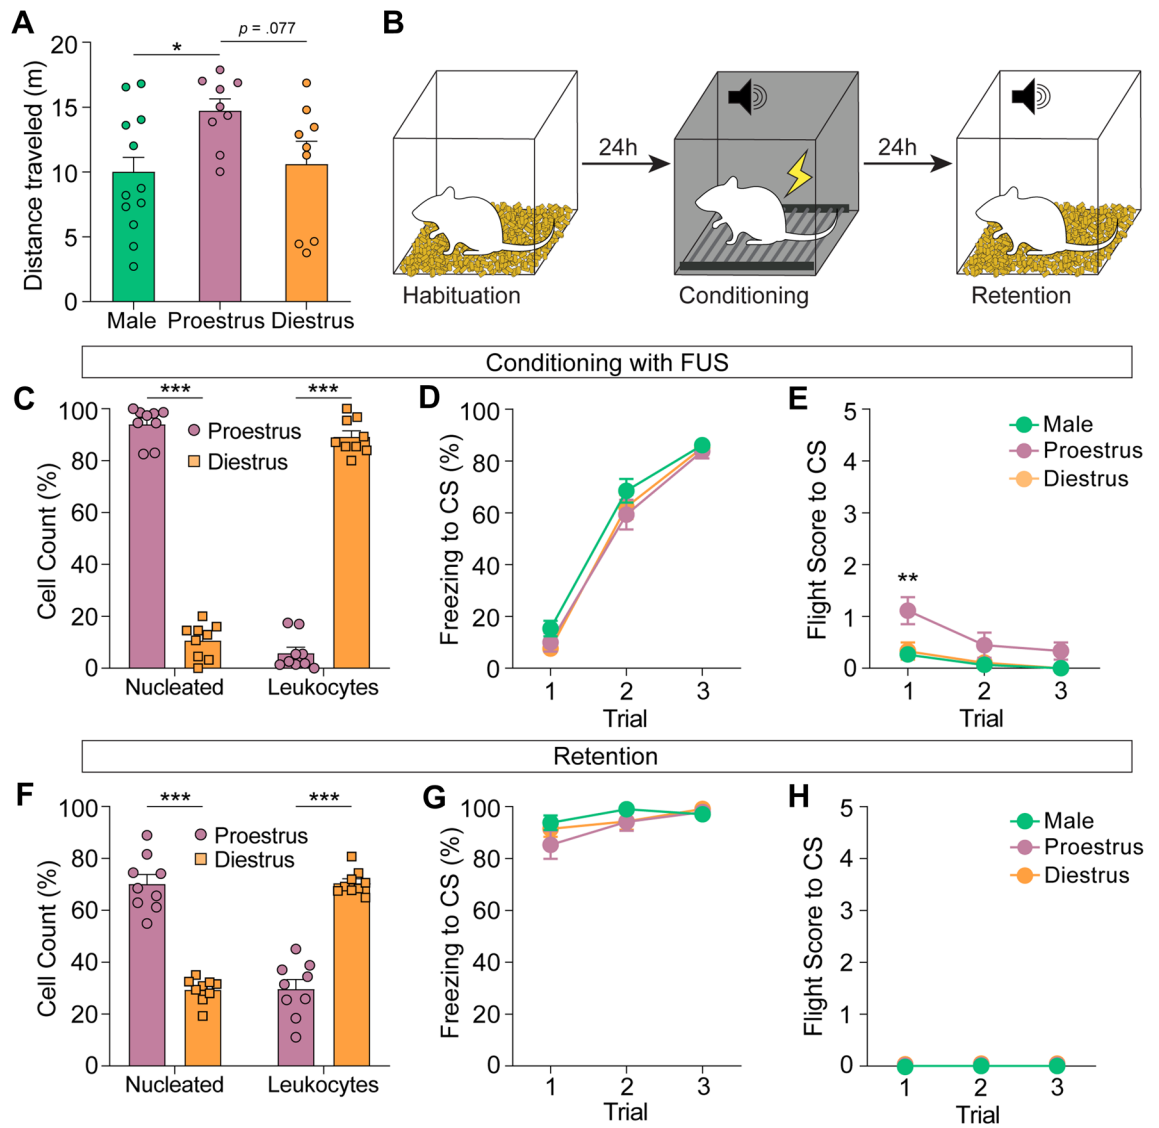 A
B
p = .077
*
Distance traveled (m)
20
15
10
5
0
Male Proestrus Diestrus
24h
24h
Habituation
Conditioning
Retention
Conditioning with FUS
C
D
E
Cell Count (%)
100
80
60
40
20
0
***
***
Proestrus
Diestrus
Nucleated
Leukocytes
Freezing to CS (%)
100
80
60
40
20
0
1
2
3
Trial
Flight Score to CS
5
4
3
2
1
0
**
Male
Proestrus
Diestrus
1
2
3
Trial
Retention
F
G
H
Cell Count (%)
100
80
60
40
20
0
***
***
Proestrus
Diestrus
Nucleated
Leukocytes
Freezing to CS (%)
100
80
60
40
20
0
1
2
3
Trial
Flight Score to CS
5
4
3
2
1
0
Male
Proestrus
Diestrus
1
2
3
Trial